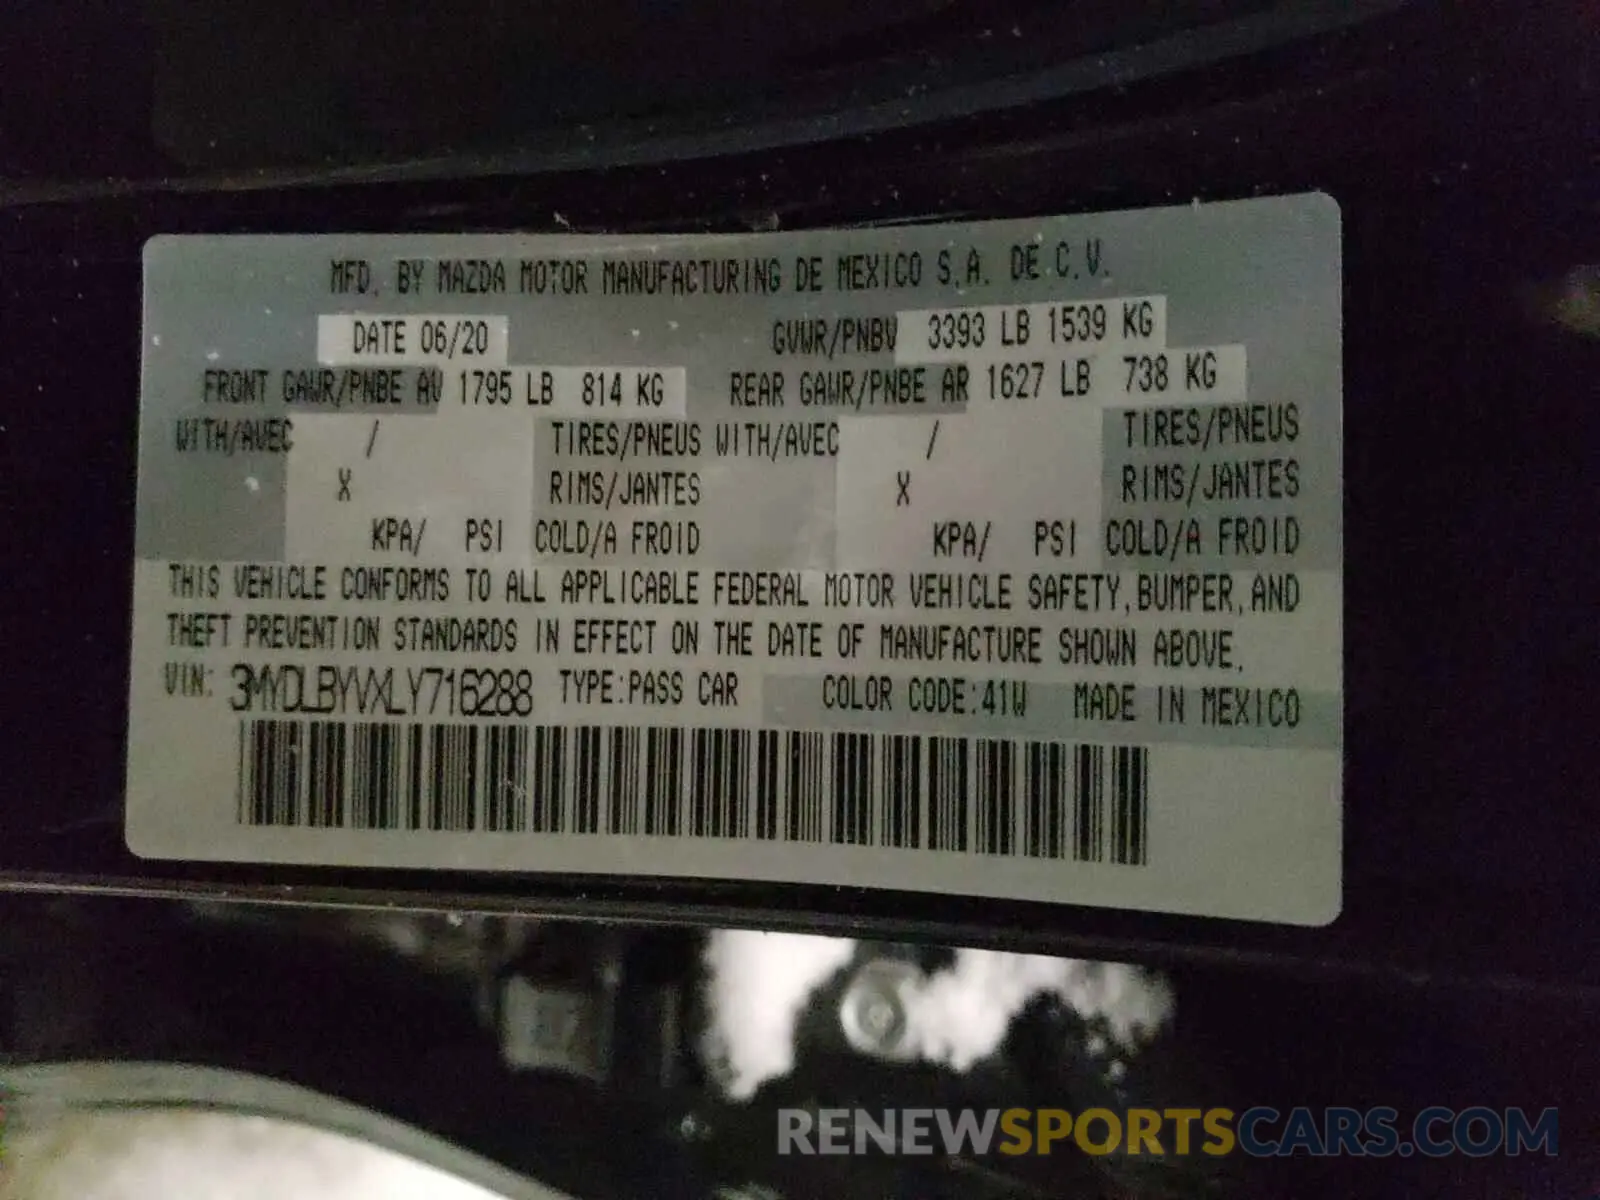 MFD. BY MAZDA MOTOR MANUFACTURING DE MEXICO S.A. DE C.V.
DATE 06/20 GVWR/PNBV 3393 LB 1539 KG
FRONT GAWR/PNBE AV 1795 LB 814 KG REAR GAWR/PNBE AR 1627 LB 738 KG
WITH/AVEC / TIRES/PNEUS WITH/AVEC / TIRES/PNEUS
X RIMS/JANTES X RIMS/JANTES
KPA/ PSI COLD/A FROID KPA/ PSI COLD/A FROID
THIS VEHICLE CONFORMS TO ALL APPLICABLE FEDERAL MOTOR VEHICLE SAFETY, BUMPER, AND
THEFT PREVENTION STANDARDS IN EFFECT ON THE DATE OF MANUFACTURE SHOWN ABOVE.
VIN: 3MYDLBYVXLY716288 TYPE:PASS CAR COLOR CODE:41W MADE IN MEXICO
RENEWSPORTSCARS.COM